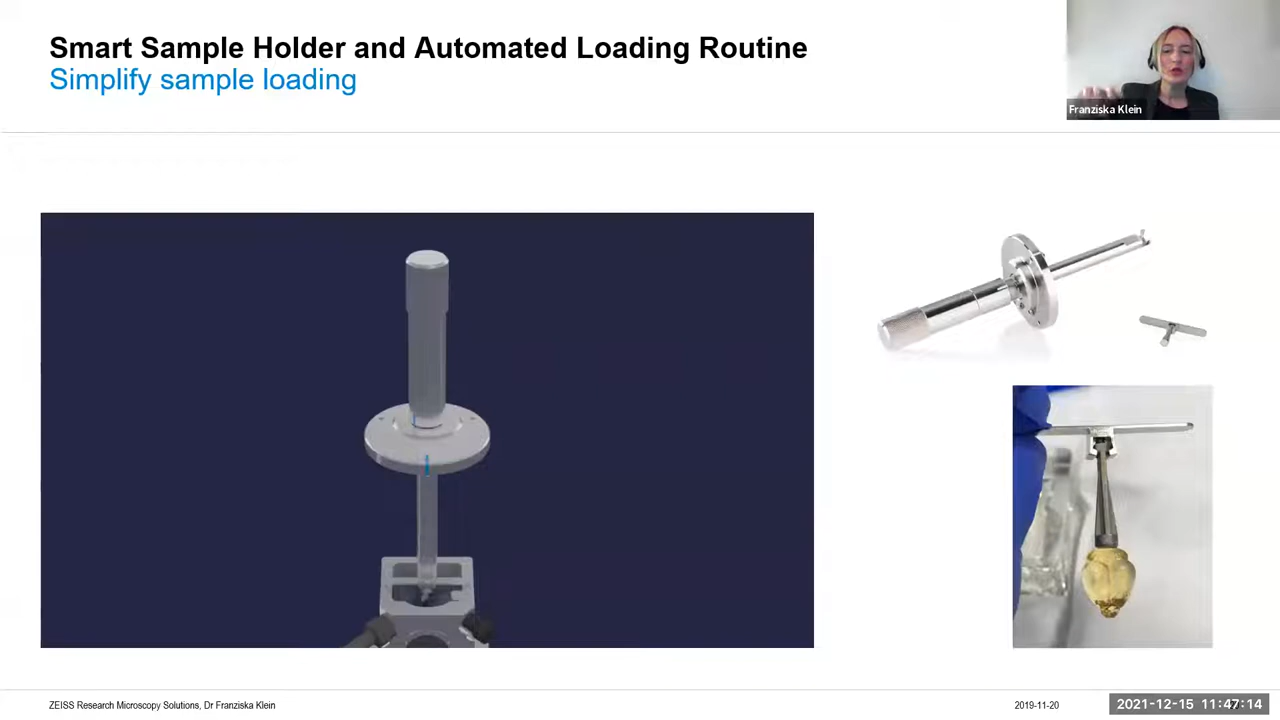 Smart Sample Holder and Automated Loading Routine
Simplify sample loading
Franziska Klein
ZEISS Research Microscopy Solutions, Dr Franziska Klein
2019-11-20
2021-12-15 11:47:14